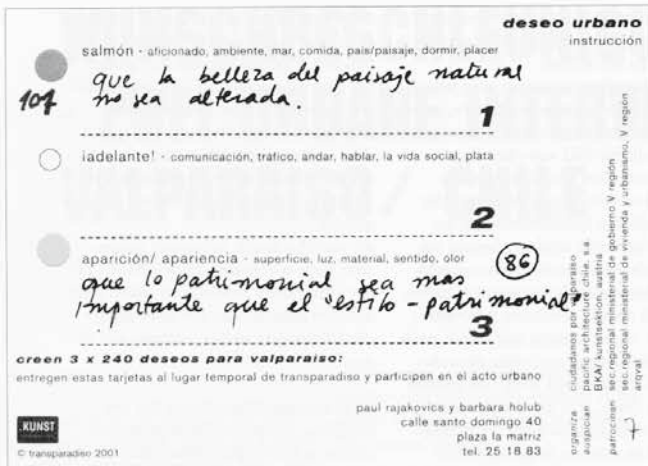 deseo urbano
instrucción
salmón - aficionado, ambiente, mar, comida, pais/paisaje, dormir, placer
107
que la belleza del paisaje natural
no sea alterada.
1
¡adelante! - comunicación, tráfico, andar, hablar, la vida social, plata
2
aparición/ apariencia - superficie, luz, material, sentido, olor
86
que lo patrimonial sea mas
importante que el "estilo - patrimonial"
3
creen 3 x 240 deseos para valparaiso:
entregen estas tarjetas al lugar temporal de transparadiso y participen en el acto urbano
paul rajakovics y barbara holub
calle santo domingo 40
plaza la matriz
tel. 25 18 83
.KUNST
© transparadiso 2001
organiza ciudadanos por valparaiso
auspician pacific architecture chile, s.a.
BKA/ kunstsektion, austria
patrocinan sec.regional ministerial de gobierno V región
sec.regional ministerial de vivienda y urbanismo, V región
arqval